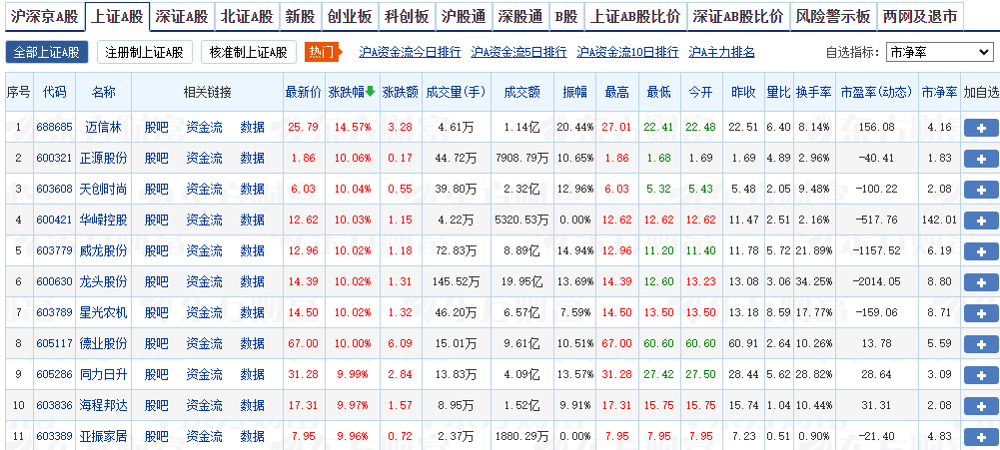 沪深京A股 上证A股 深证A股 北证A股 新股 创业板 科创板 沪股通 深股通 B股 上证AB股比价 深证AB股比价 风险警示板 两网及退市
全部上证A股 注册制上证A股 核准制上证A股 热门 沪A资金流今日排行 沪A资金流5日排行 沪A资金流10日排行 沪A主力排名 自选指标: 市净率
序号 代码 名称 相关链接 最新价 涨跌幅 涨跌额 成交量(手) 成交额 振幅 最高 最低 今开 昨收 量比 换手率 市盈率(动态) 市净率 加自选
1 688685 迈信林 股吧 资金流 数据 25.79 14.57% 3.28 4.61万 1.14亿 20.44% 27.01 22.41 22.48 22.51 6.40 8.14% 156.08 4.16
2 600321 正源股份 股吧 资金流 数据 1.86 10.06% 0.17 44.72万 7908.79万 10.65% 1.86 1.68 1.69 1.69 4.89 2.96% -40.41 1.83
3 603608 天创时尚 股吧 资金流 数据 6.03 10.04% 0.55 39.80万 2.32亿 12.96% 6.03 5.32 5.43 5.48 2.05 9.48% -100.22 2.08
4 600421 华嵘控股 股吧 资金流 数据 12.62 10.03% 1.15 4.22万 5320.53万 0.00% 12.62 12.62 12.62 11.47 2.51 2.16% -517.76 142.01
5 603779 威龙股份 股吧 资金流 数据 12.96 10.02% 1.18 72.83万 8.89亿 14.94% 12.96 11.20 11.40 11.78 5.72 21.89% -1157.52 6.19
6 600630 龙头股份 股吧 资金流 数据 14.39 10.02% 1.31 145.52万 19.95亿 13.69% 14.39 12.60 13.23 13.08 3.06 34.25% -2014.05 8.80
7 603789 星光农机 股吧 资金流 数据 14.50 10.02% 1.32 46.20万 6.57亿 7.59% 14.50 13.50 13.50 13.18 8.59 17.77% -159.06 8.71
8 605117 德业股份 股吧 资金流 数据 67.00 10.00% 6.09 15.01万 9.61亿 10.51% 67.00 60.60 60.60 60.91 2.64 10.26% 13.78 5.59
9 605286 同力日升 股吧 资金流 数据 31.28 9.99% 2.84 13.83万 4.09亿 13.57% 31.28 27.42 27.50 28.44 5.62 28.82% 28.64 3.09
10 603836 海程邦达 股吧 资金流 数据 17.31 9.97% 1.57 8.95万 1.52亿 9.91% 17.31 15.75 15.75 15.74 1.04 10.44% 31.31 2.08
11 603389 亚振家居 股吧 资金流 数据 7.95 9.96% 0.72 2.37万 1880.29万 0.00% 7.95 7.95 7.95 7.23 0.51 0.90% -21.40 4.83